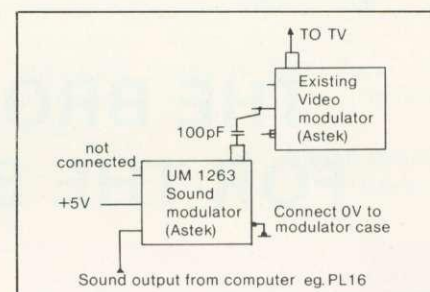 TO TV
Existing
Video
modulator
(Astek)
100pF
not
connected
UM 1263
Sound
modulator
(Astek)
+5V
Connect 0V to
modulator case
Sound output from computer eg. PL16